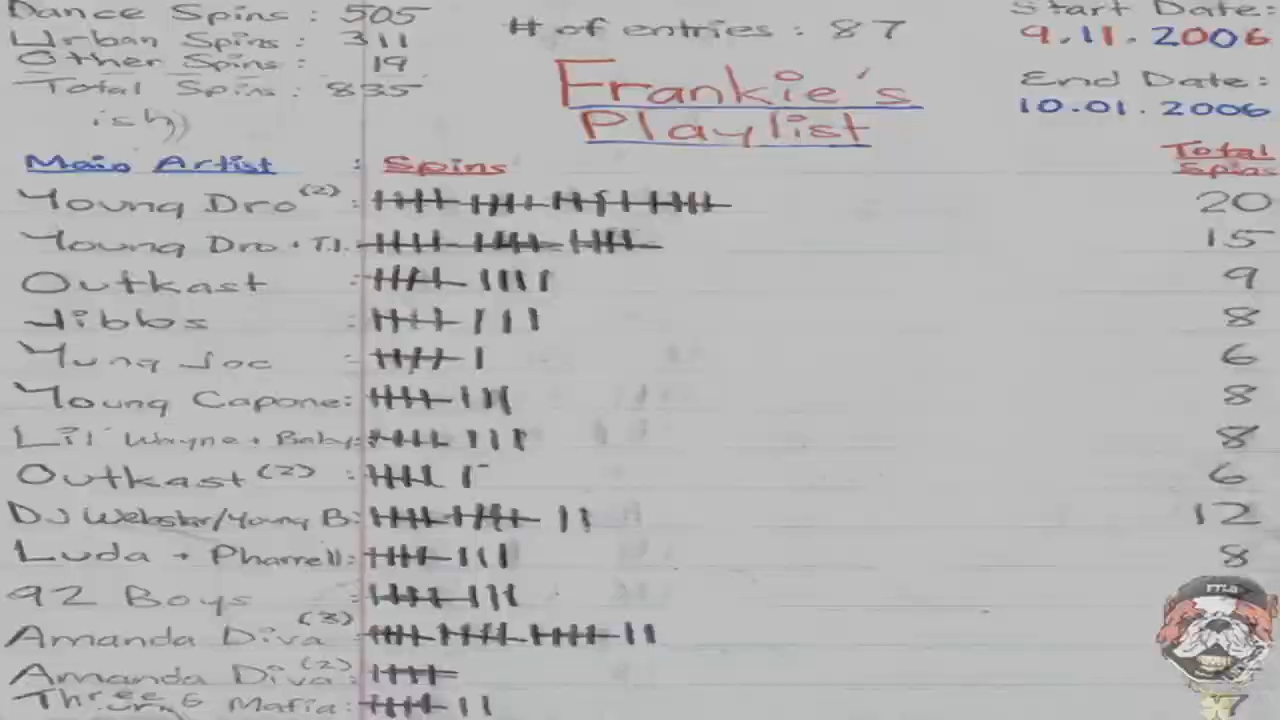 Dance Spins : 505
Urban Spins : 311
Other Spins : 19
Total Spins : 835
ish))
# of entries : 87
Frankie's
Playlist
Start Date:
9.11.2006
End Date:
10.01.2006
Main Artist : Spins Total Spins
Young Dro (2) : 20
Young Dro + T.I. : 15
Outkast : 9
Jibbs : 8
Yung Joc : 6
Young Capone : 8
Lil' Wayne + Baby : 8
Outkast (2) : 6
DJ Webstar/Young B : 12
Luda + Pharrell : 8
92 Boys :
Amanda Diva (3) :
Amanda Diva (2) :
Three 6 Mafia : 7